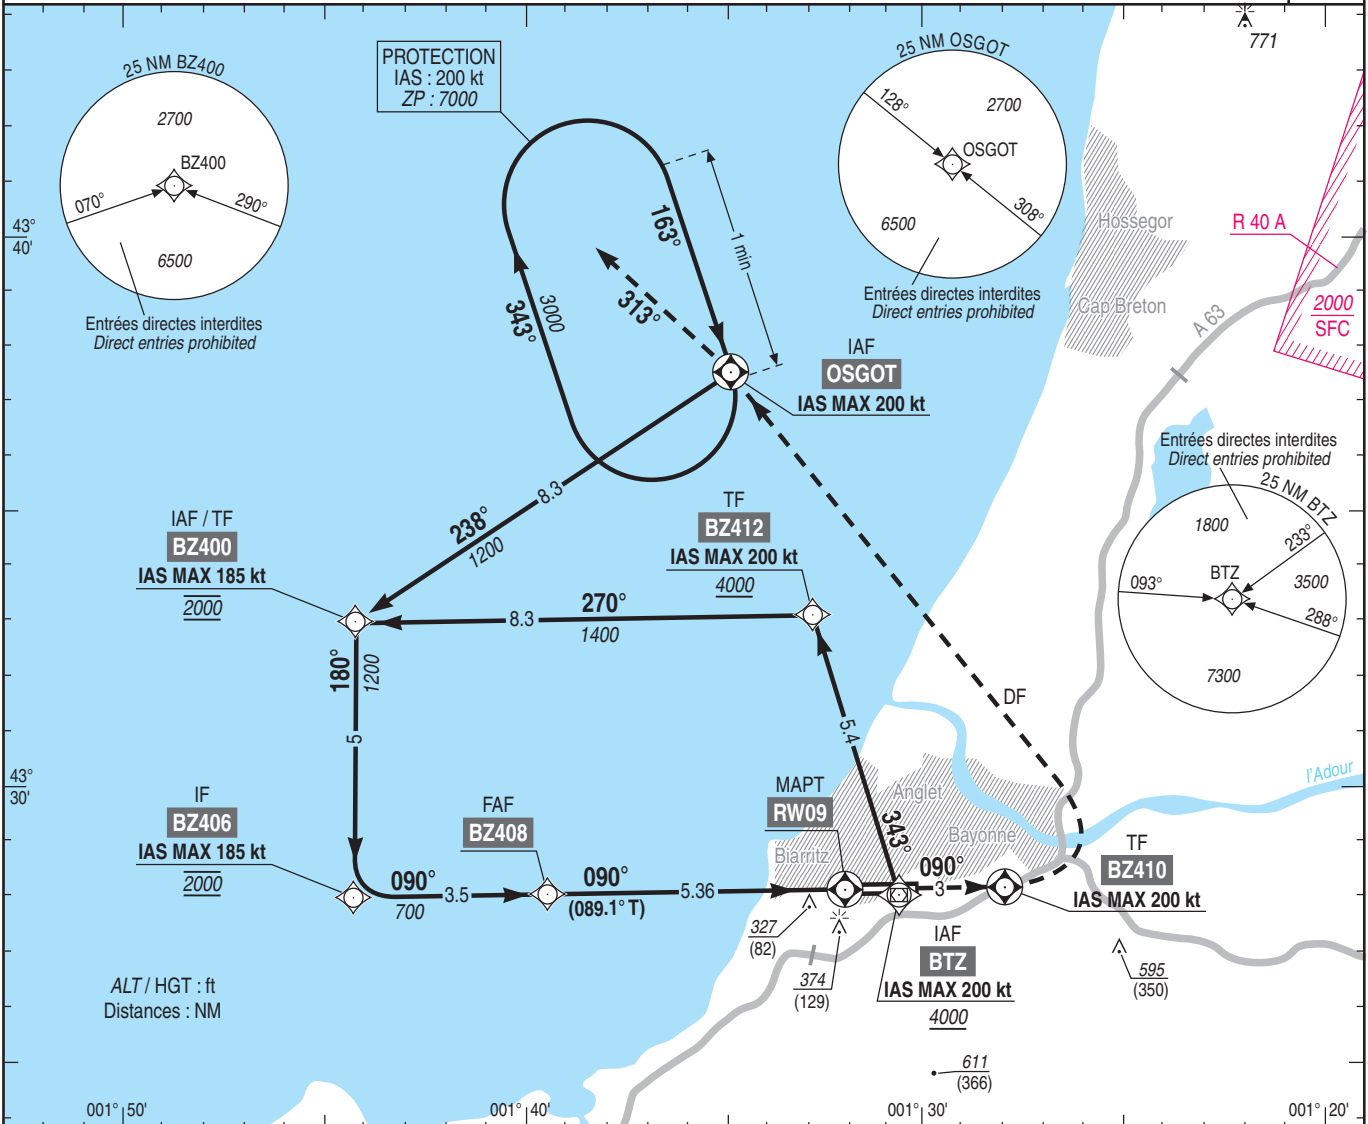 771
25 NM BZ400
2700
BZ400
070°
290°
6500
Entrées directes interdites
Direct entries prohibited
PROTECTION
IAS : 200 kt
ZP : 7000
25 NM OSGOT
128°
2700
OSGOT
308°
6500
Entrées directes interdites
Direct entries prohibited
43°
40'
163°
1 min
343°
3000
313°
IAF
OSGOT
IAS MAX 200 kt
Hossegor
Cap Breton
A 63
R 40 A
2000
SFC
Entrées directes interdites
Direct entries prohibited
25 NM BTZ
1800
233°
BTZ
093°
3500
288°
7300
238°
8.3
1200
IAF / TF
BZ400
IAS MAX 185 kt
2000
TF
BZ412
IAS MAX 200 kt
4000
270°
8.3
1400
180°
1200
5
5.4
343°
DF
43°
30'
IF
BZ406
IAS MAX 185 kt
2000
FAF
BZ408
MAPT
RW09
Anglet
Bayonne
Biarritz
l'Adour
TF
BZ410
IAS MAX 200 kt
090°
3.5
700
090°
(089.1° T)
5.36
090°
3
327
(82)
374
(129)
IAF
BTZ
IAS MAX 200 kt
4000
595
(350)
611
(366)
ALT / HGT : ft
Distances : NM
001° 50'
001° 40'
001° 30'
001° 20'